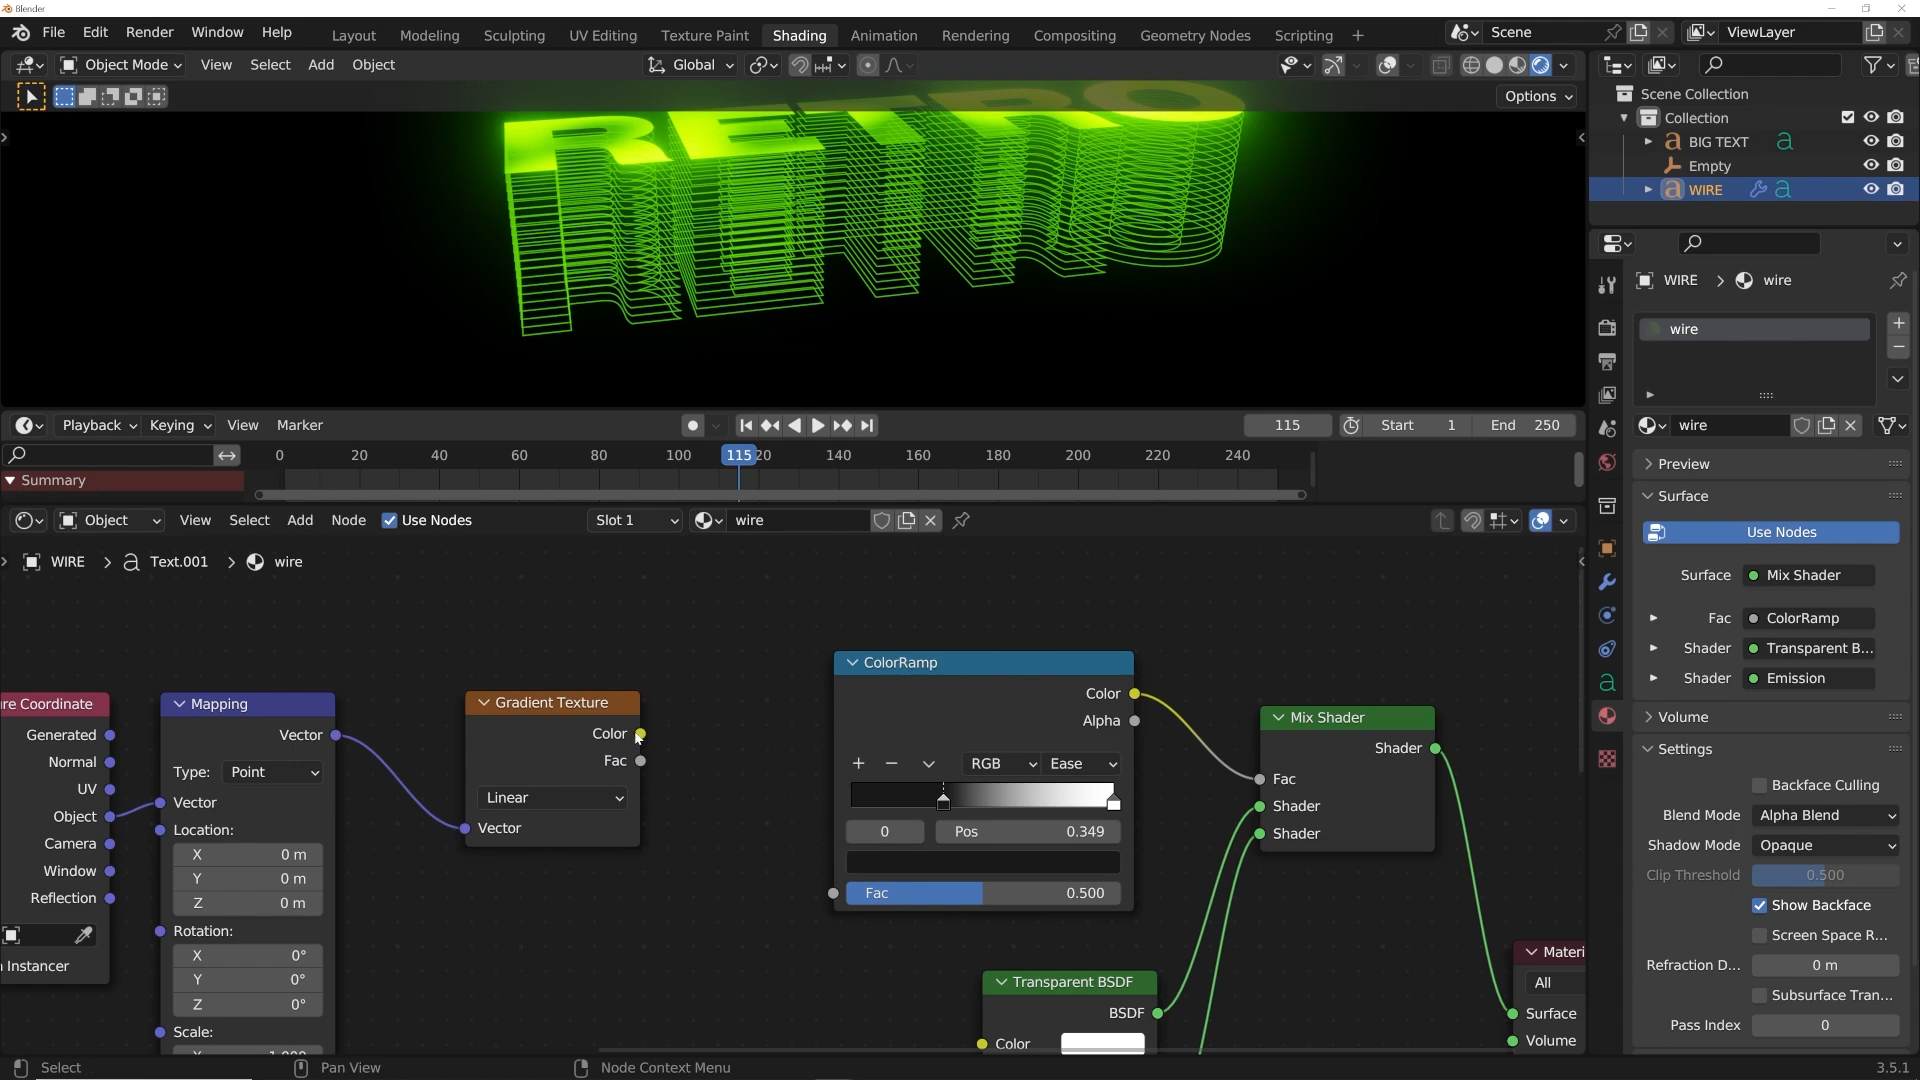 Blender
File Edit Render Window Help Layout Modeling Sculpting UV Editing Texture Paint Shading Animation Rendering Compositing Geometry Nodes Scripting + Scene ViewLayer
Object Mode View Select Add Object Global
Options
RETRO
Scene Collection
Collection
BIG TEXT
Empty
WIRE
WIRE > wire
wire
wire
Playback Keying View Marker 115 Start 1 End 250
0 20 40 60 80 100 115 20 140 160 180 200 220 240
Summary
Object View Select Add Node Use Nodes Slot 1 wire
WIRE > Text.001 > wire
re Coordinate
Generated
Normal
UV
Object
Camera
Window
Reflection
Instancer
Mapping
Vector
Type: Point
Vector
Location:
X 0 m
Y 0 m
Z 0 m
Rotation:
X 0°
Y 0°
Z 0°
Scale:
Gradient Texture
Color
Fac
Linear
Vector
ColorRamp
Color
Alpha
+ − RGB Ease
0 Pos 0.349
Fac 0.500
Mix Shader
Shader
Fac
Shader
Shader
Transparent BSDF
BSDF
Color
Materi
All
Surface
Volume
Preview
Surface
Use Nodes
Surface Mix Shader
Fac ColorRamp
Shader Transparent B...
Shader Emission
Volume
Settings
Backface Culling
Blend Mode Alpha Blend
Shadow Mode Opaque
Clip Threshold 0.500
Show Backface
Screen Space R...
Refraction D... 0 m
Subsurface Tran...
Pass Index 0
Select Pan View Node Context Menu 3.5.1